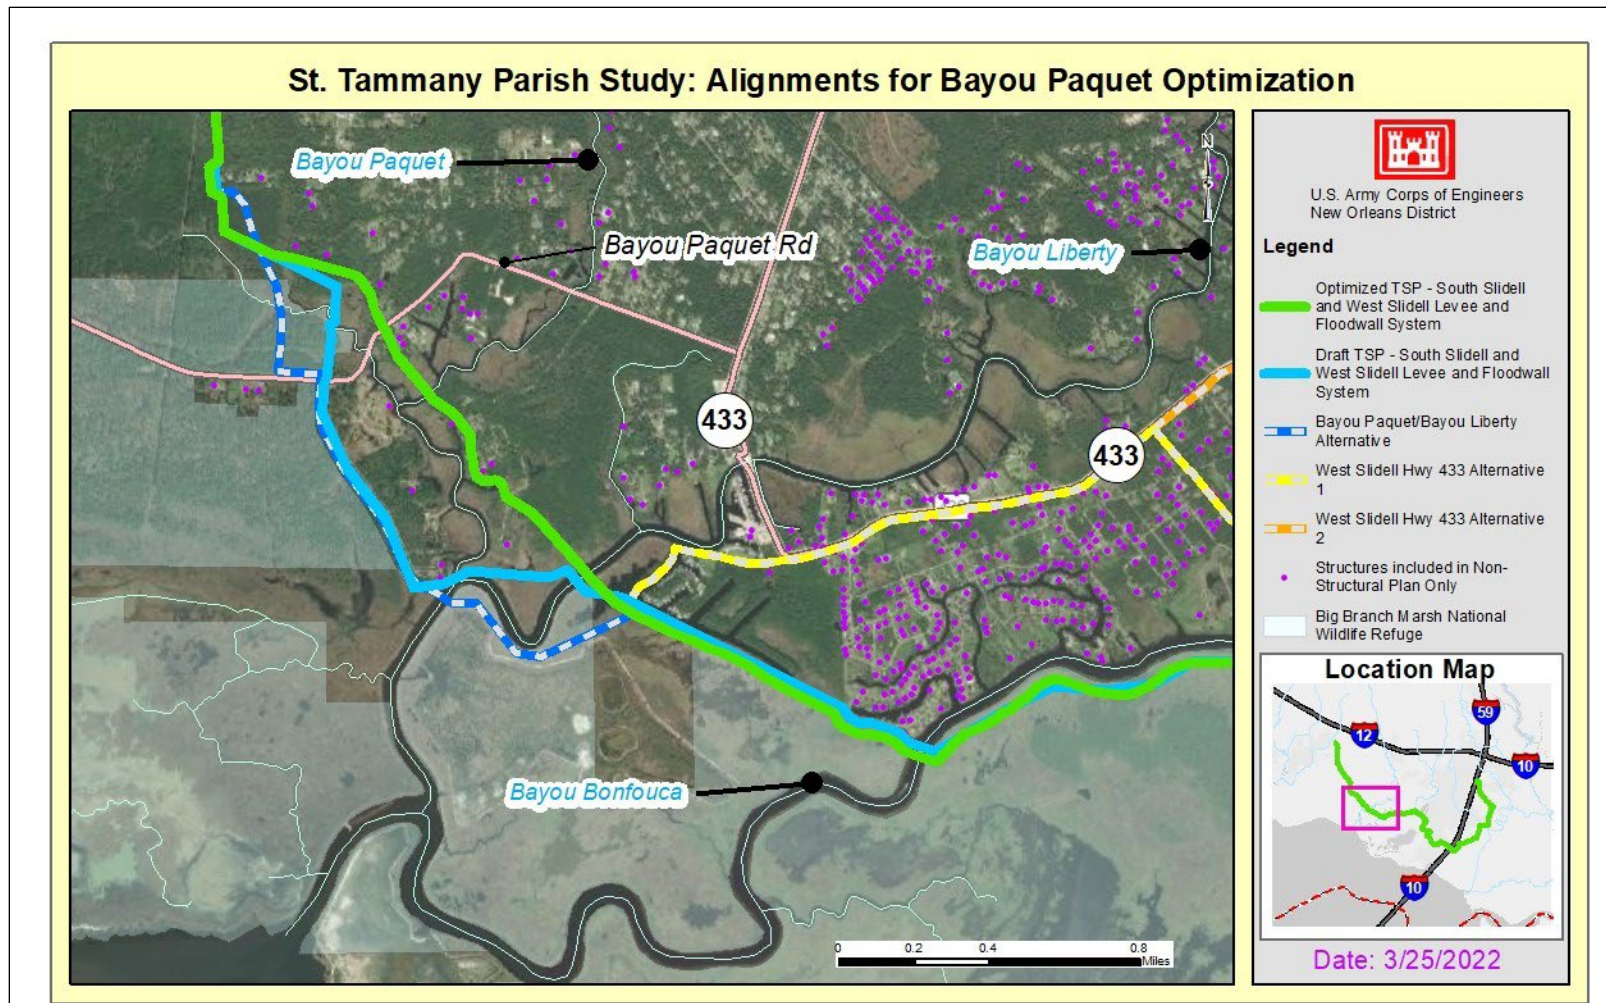 St. Tammany Parish Study: Alignments for Bayou Paquet Optimization
Bayou Paquet
Bayou Paquet Rd
Bayou Liberty
N
433
433
Bayou Bonfouca
0
0.2
0.4
0.8
Miles
U.S. Army Corps of Engineers
New Orleans District
Legend
Optimized TSP - South Slidell
and West Slidell Levee and
Floodwall System
Draft TSP - South Slidell and
West Slidell Levee and Floodwall
System
Bayou Paquet/Bayou Liberty
Alternative
West Slidell Hwy 433 Alternative
1
West Slidell Hwy 433 Alternative
2
Structures included in Non-
Structural Plan Only
Big Branch Marsh National
Wildlife Refuge
Location Map
59
12
10
10
Date: 3/25/2022